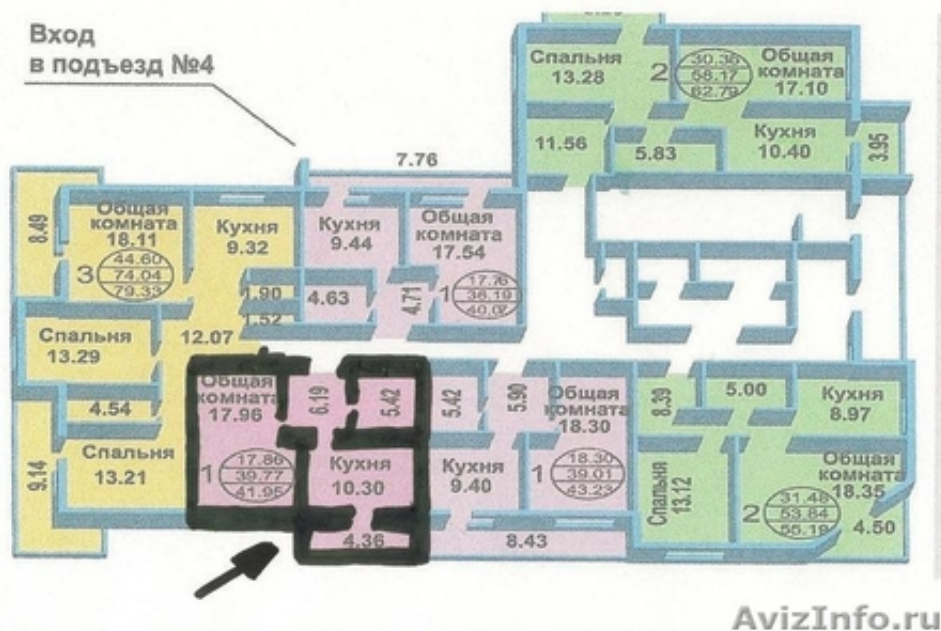 Вход
в подъезд №4
Спальня
13.28
2
30.36
58.17
62.79
Общая
комната
17.10
11.56
5.83
Кухня
10.40
3.95
7.76
8.49
Общая
комната
18.11
3
44.60
74.04
79.33
Кухня
9.32
Кухня
9.44
Общая
комната
17.54
1
17.76
36.19
40.07
1.90
1.52
4.63
4.71
Спальня
13.29
12.07
4.54
Спальня
13.21
9.14
Общая
комната
17.96
1
17.86
39.77
41.95
6.19
5.42
Кухня
10.30
4.36
5.42
5.90
Общая
комната
18.30
1
18.30
39.01
43.23
Кухня
9.40
8.43
8.39
5.00
Кухня
8.97
Спальня
13.12
2
31.48
53.84
55.19
Общая
комната
18.35
4.50
AvizInfo.ru